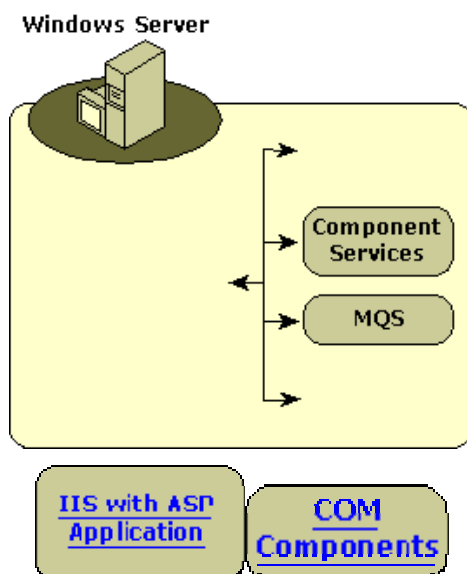 Windows Server
Component
Services
MQS
IIS with ASP
Application
COM
Components